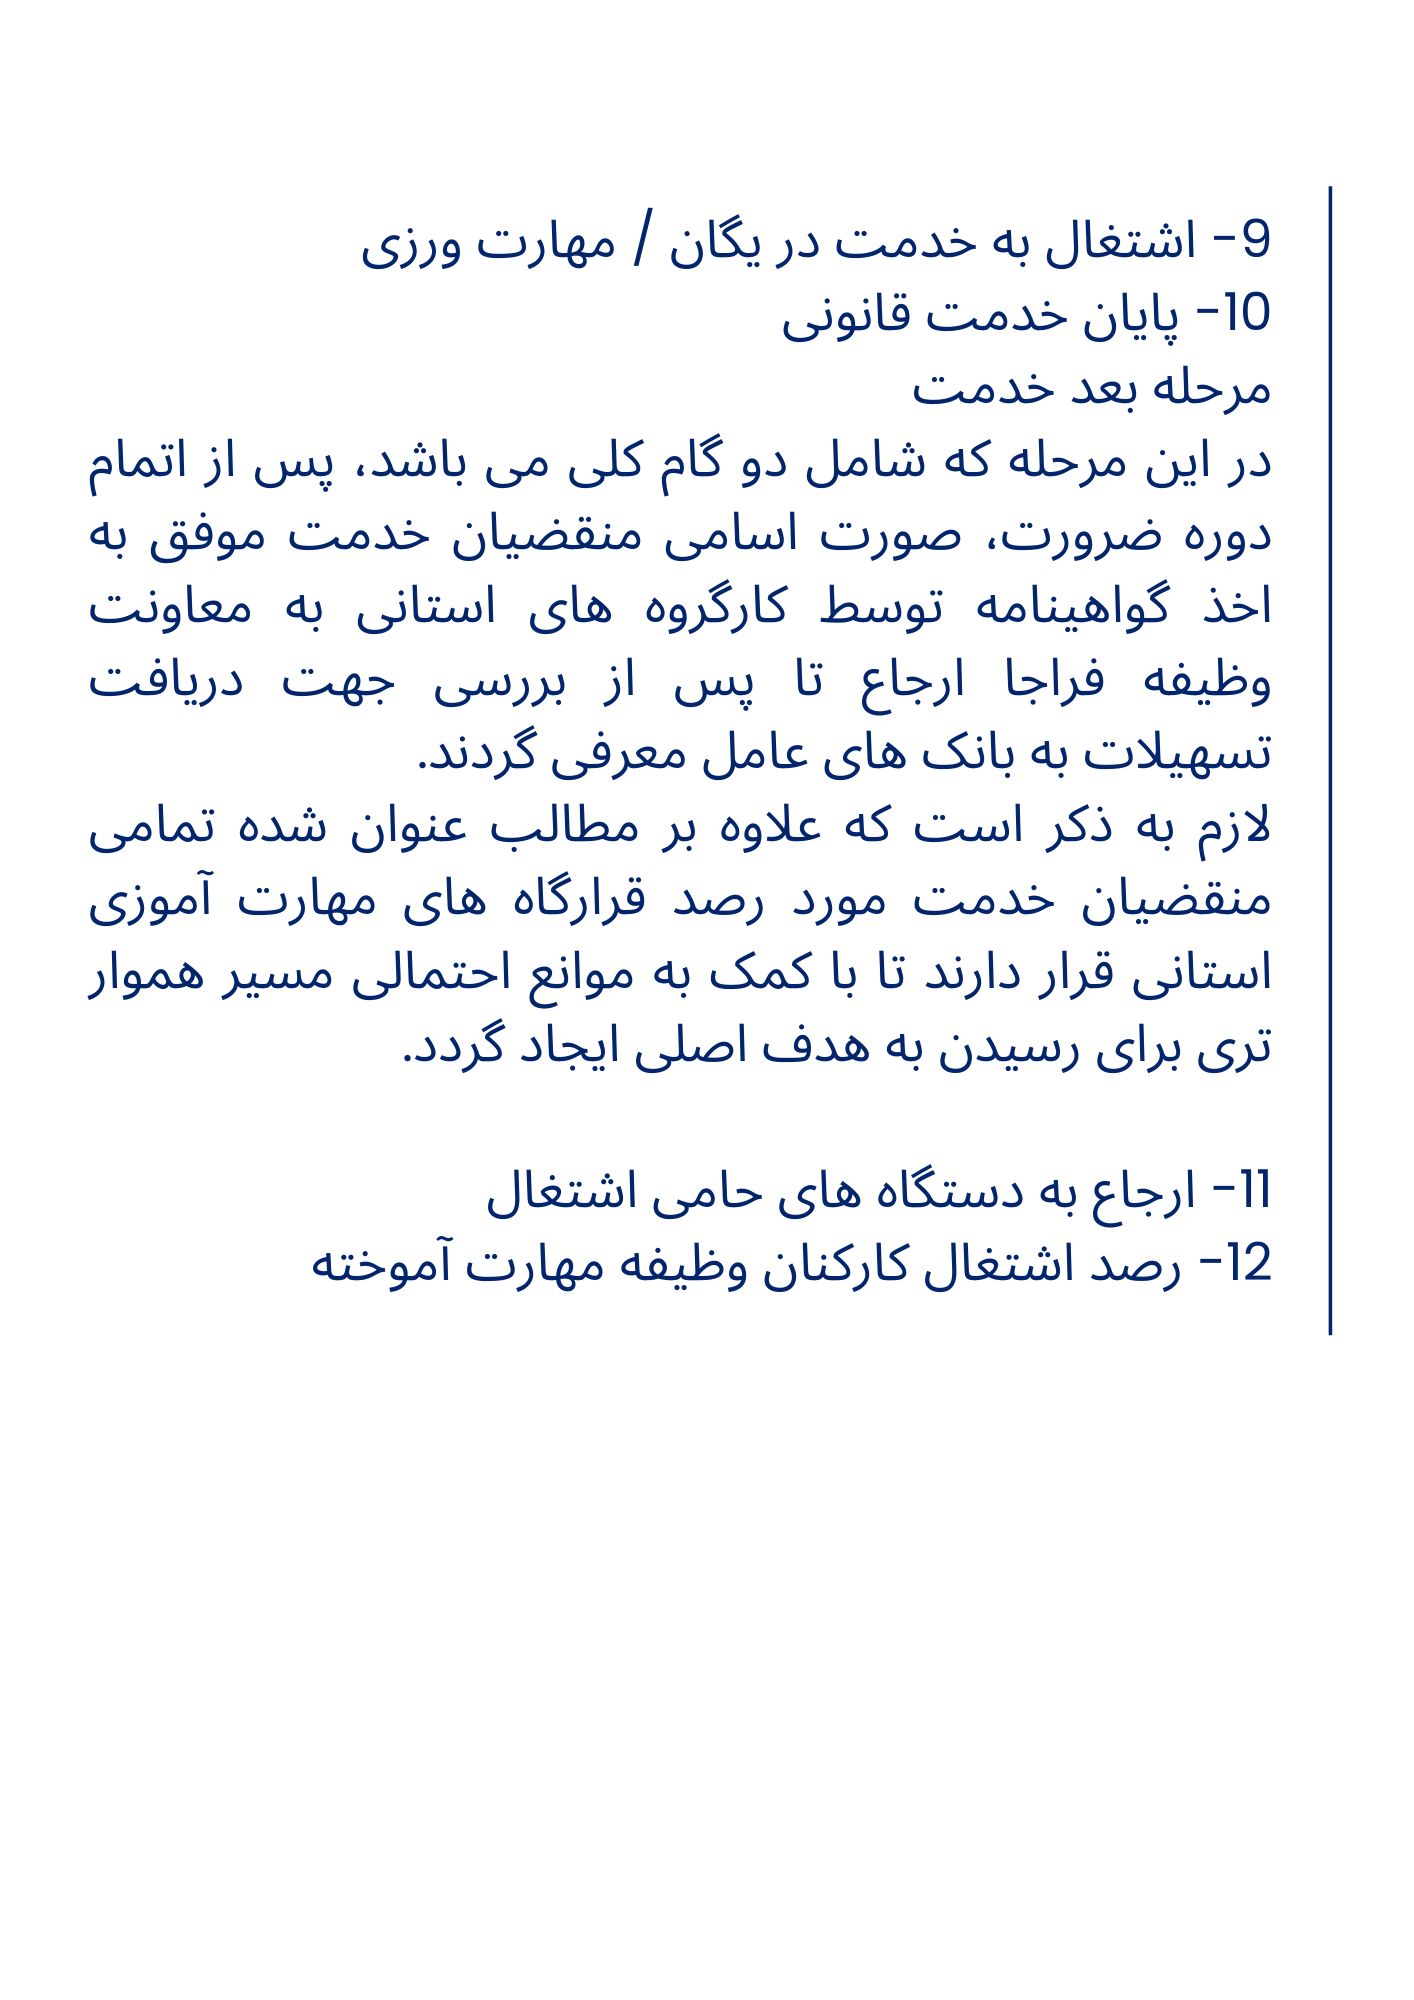 9- اشتغال به خدمت در یگان / مهارت ورزی
10- پایان خدمت قانونی
مرحله بعد خدمت
در این مرحله که شامل دو گام کلی می باشد، پس از اتمام
دوره ضرورت، صورت اسامی منقضیان خدمت موفق به
اخذ گواهینامه توسط کارگروه های استانی به معاونت
وظیفه فراجا ارجاع تا پس از بررسی جهت دریافت
تسهیلات به بانک های عامل معرفی گردند.
لازم به ذکر است که علاوه بر مطالب عنوان شده تمامی
منقضیان خدمت مورد رصد قرارگاه های مهارت آموزی
استانی قرار دارند تا با کمک به موانع احتمالی مسیر هموار
تری برای رسیدن به هدف اصلی ایجاد گردد.
11- ارجاع به دستگاه های حامی اشتغال
12- رصد اشتغال کارکنان وظیفه مهارت آموخته